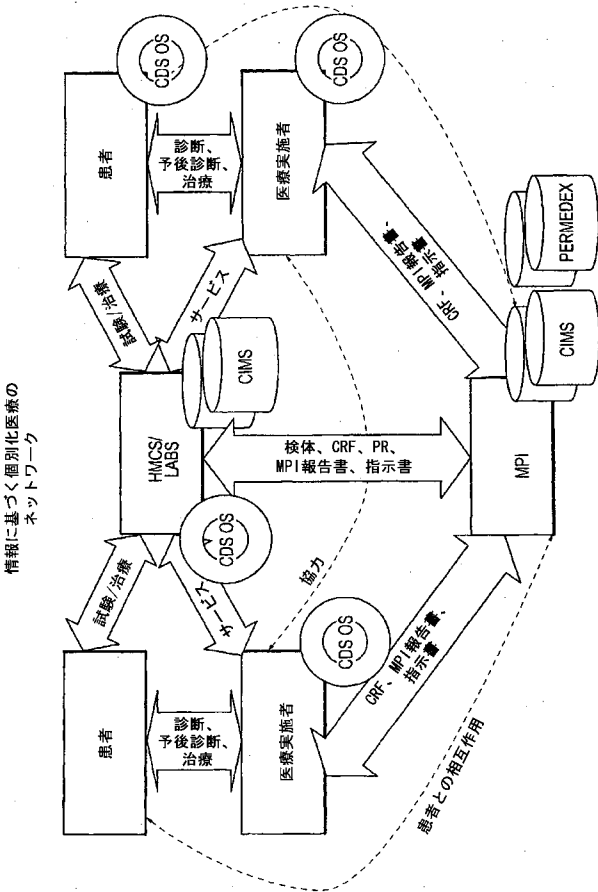 情報に基づく個別化医療の
ネットワーク
患者
試験/治療
HMCS/
LABS
試験/治療
患者
CDS OS
診断、
予後診断、
治療
サービス
CDS OS
CIMS
サービス
診断、
予後診断、
治療
医療実施者
CDS OS
協力
検体、CRF、PR、
MPI報告書、指示書
医療実施者
CDS OS
CRF、MPI報告書、
指示書
CRF、MPI報告書、
指示書
患者との相互作用
MPI
CIMS
PERMEDEX